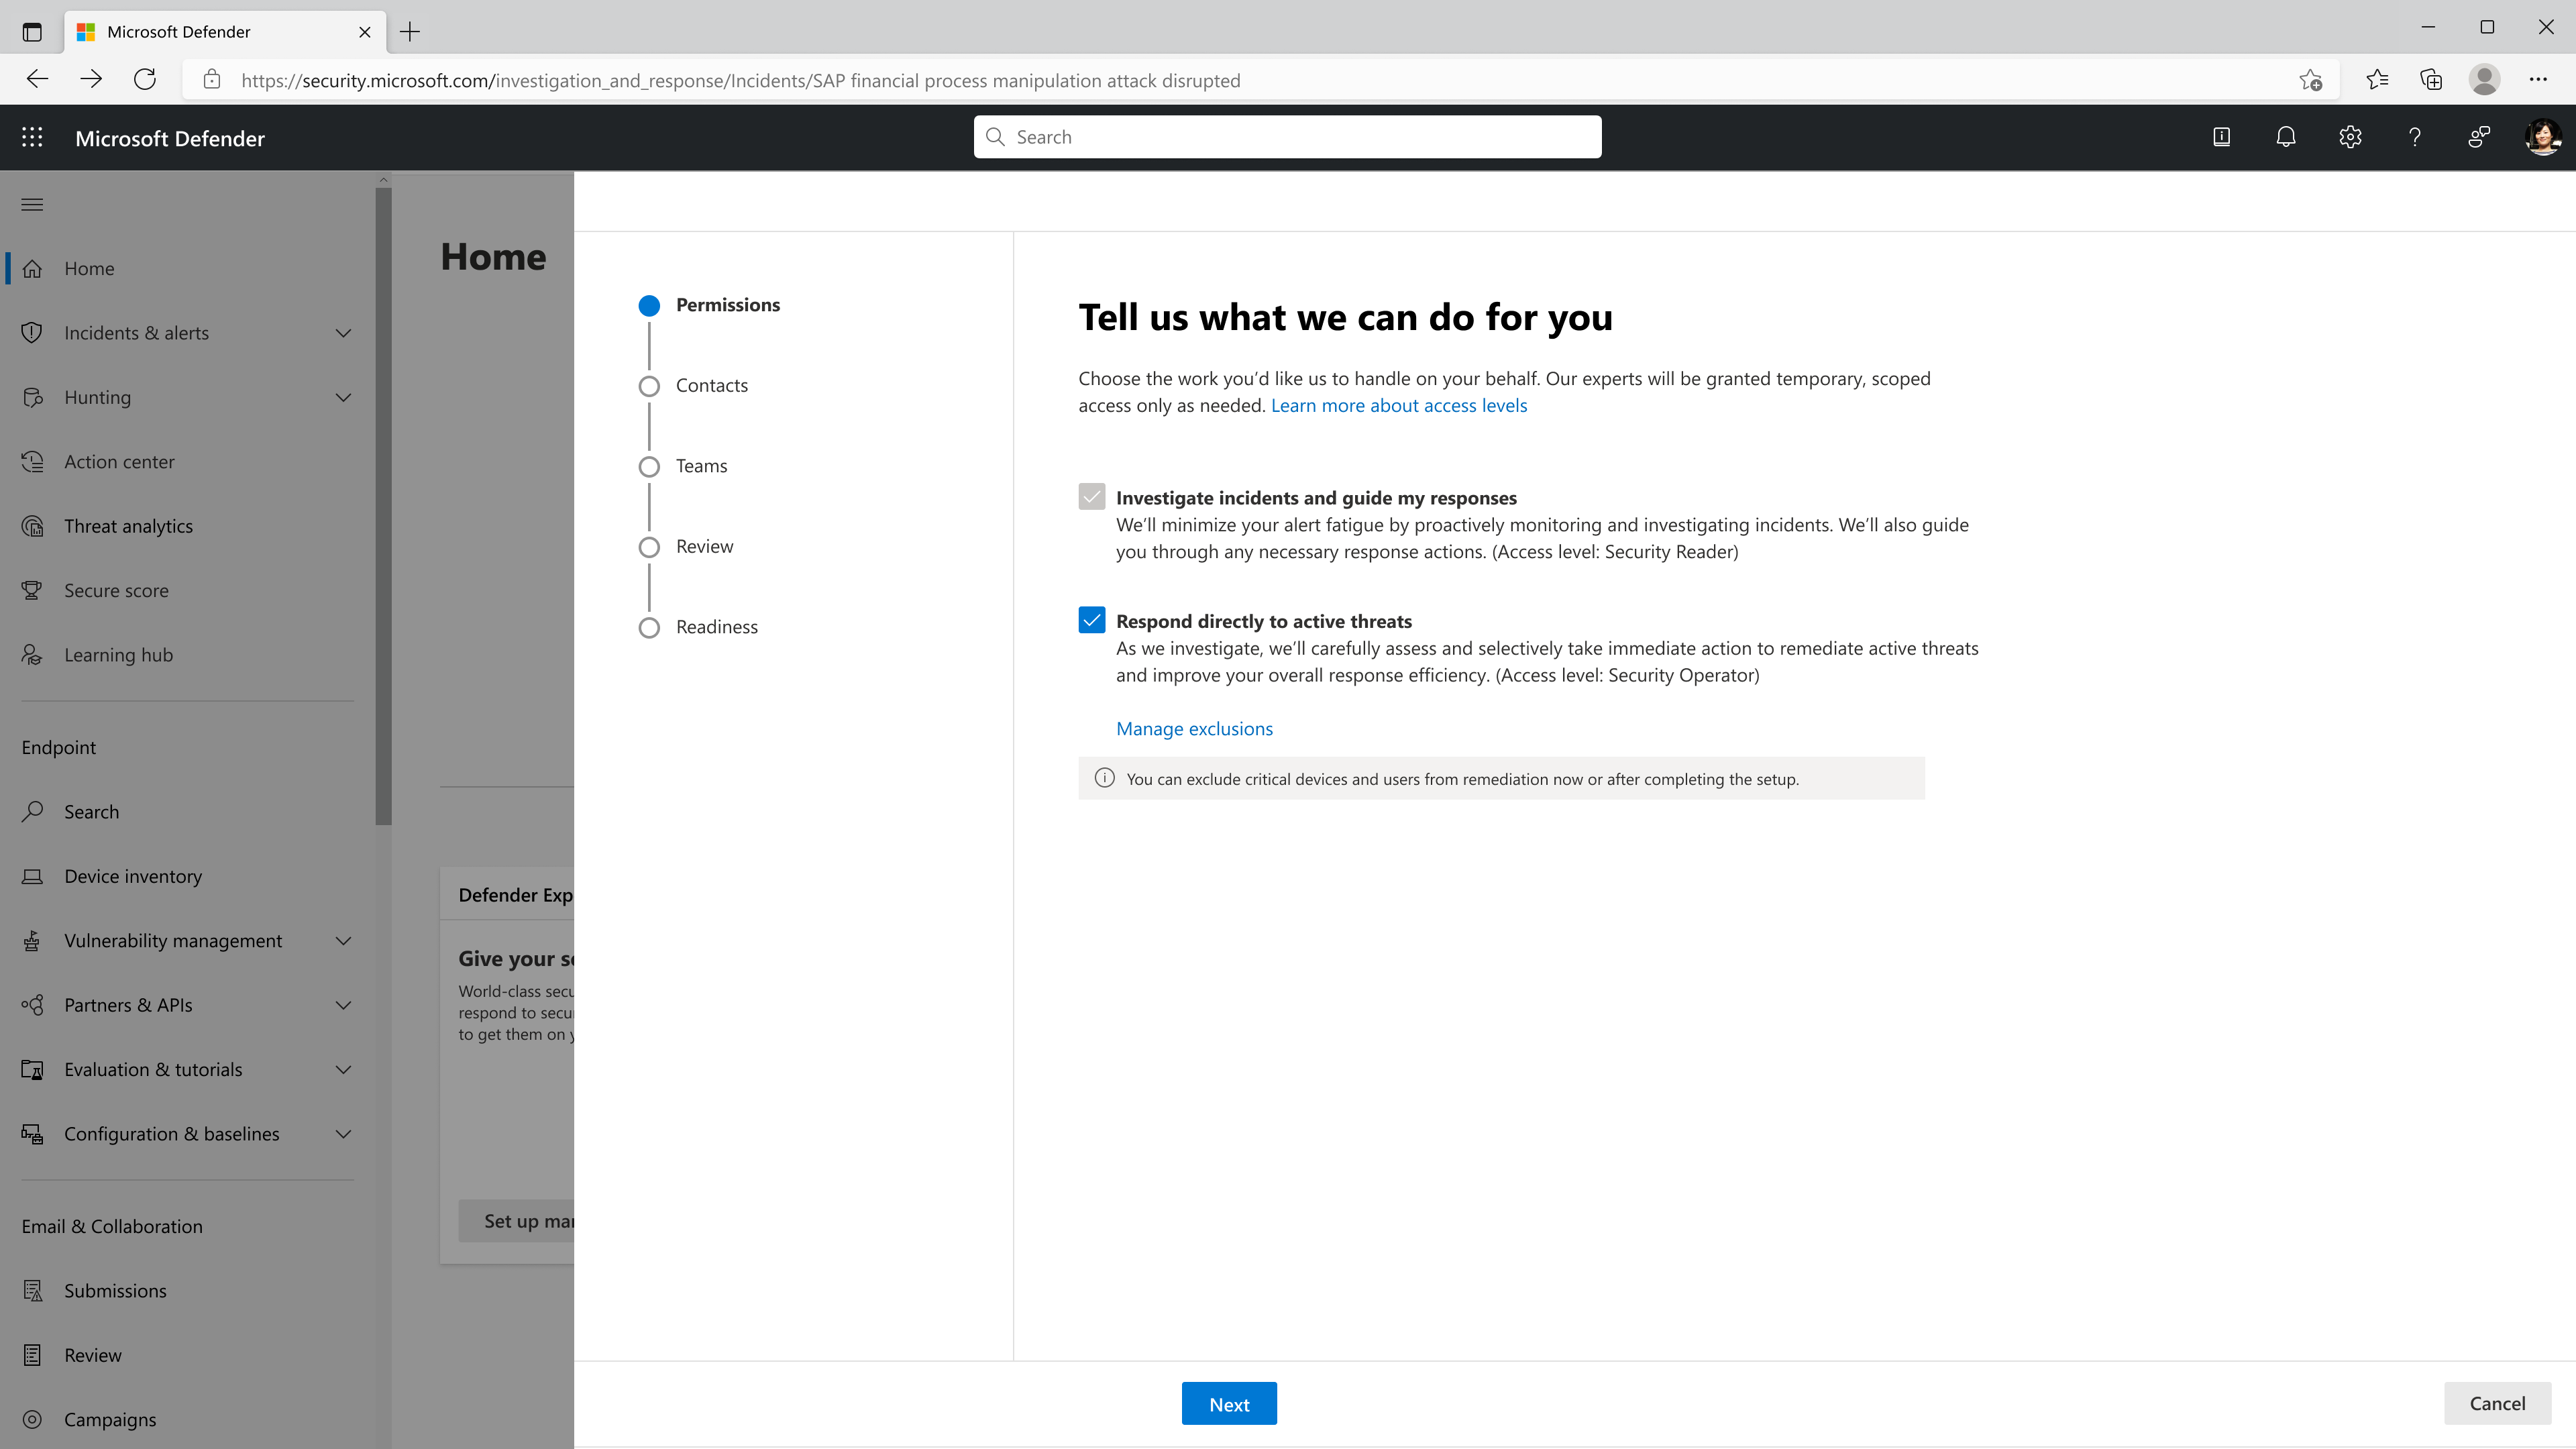 Microsoft Defender
https://security.microsoft.com/investigation_and_response/Incidents/SAP financial process manipulation attack disrupted
Microsoft Defender
Search
Home
Incidents & alerts
Hunting
Action center
Threat analytics
Secure score
Learning hub
Endpoint
Search
Device inventory
Vulnerability management
Partners & APIs
Evaluation & tutorials
Configuration & baselines
Email & Collaboration
Submissions
Review
Campaigns
Home
Defender Exp
Give your s
World-class secu
respond to secu
to get them on
Set up ma
Permissions
Contacts
Teams
Review
Readiness
Tell us what we can do for you
Choose the work you’d like us to handle on your behalf. Our experts will be granted temporary, scoped
access only as needed. Learn more about access levels
Investigate incidents and guide my responses
We’ll minimize your alert fatigue by proactively monitoring and investigating incidents. We’ll also guide
you through any necessary response actions. (Access level: Security Reader)
Respond directly to active threats
As we investigate, we’ll carefully assess and selectively take immediate action to remediate active threats
and improve your overall response efficiency. (Access level: Security Operator)
Manage exclusions
You can exclude critical devices and users from remediation now or after completing the setup.
Next
Cancel